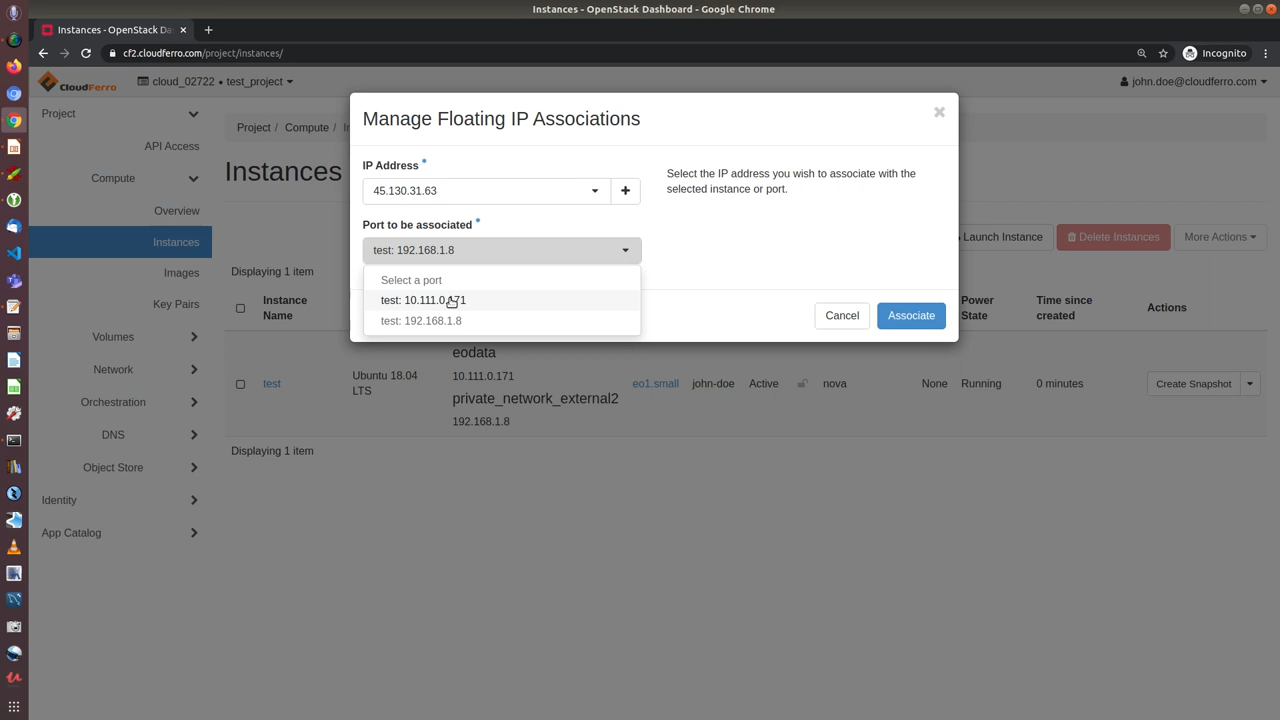 Instances - OpenStack Dashboard - Google Chrome
Instances - OpenStack Da
cf2.cloudferro.com/project/instances/
Incognito
CloudFerro
cloud_02722 • test_project
john.doe@cloudferro.com
Project
API Access
Compute
Overview
Instances
Images
Key Pairs
Volumes
Network
Orchestration
DNS
Object Store
Identity
App Catalog
Project / Compute / In
Instances
Manage Floating IP Associations
IP Address *
45.130.31.63
Select the IP address you wish to associate with the
selected instance or port.
Port to be associated *
test: 192.168.1.8
Select a port
test: 10.111.0.171
test: 192.168.1.8
Cancel
Associate
Launch Instance
Delete Instances
More Actions
Displaying 1 item
Instance Name
Power State
Time since created
Actions
test
Ubuntu 18.04 LTS
eodata
10.111.0.171
private_network_external2
192.168.1.8
eo1.small
john-doe
Active
nova
None
Running
0 minutes
Create Snapshot
Displaying 1 item